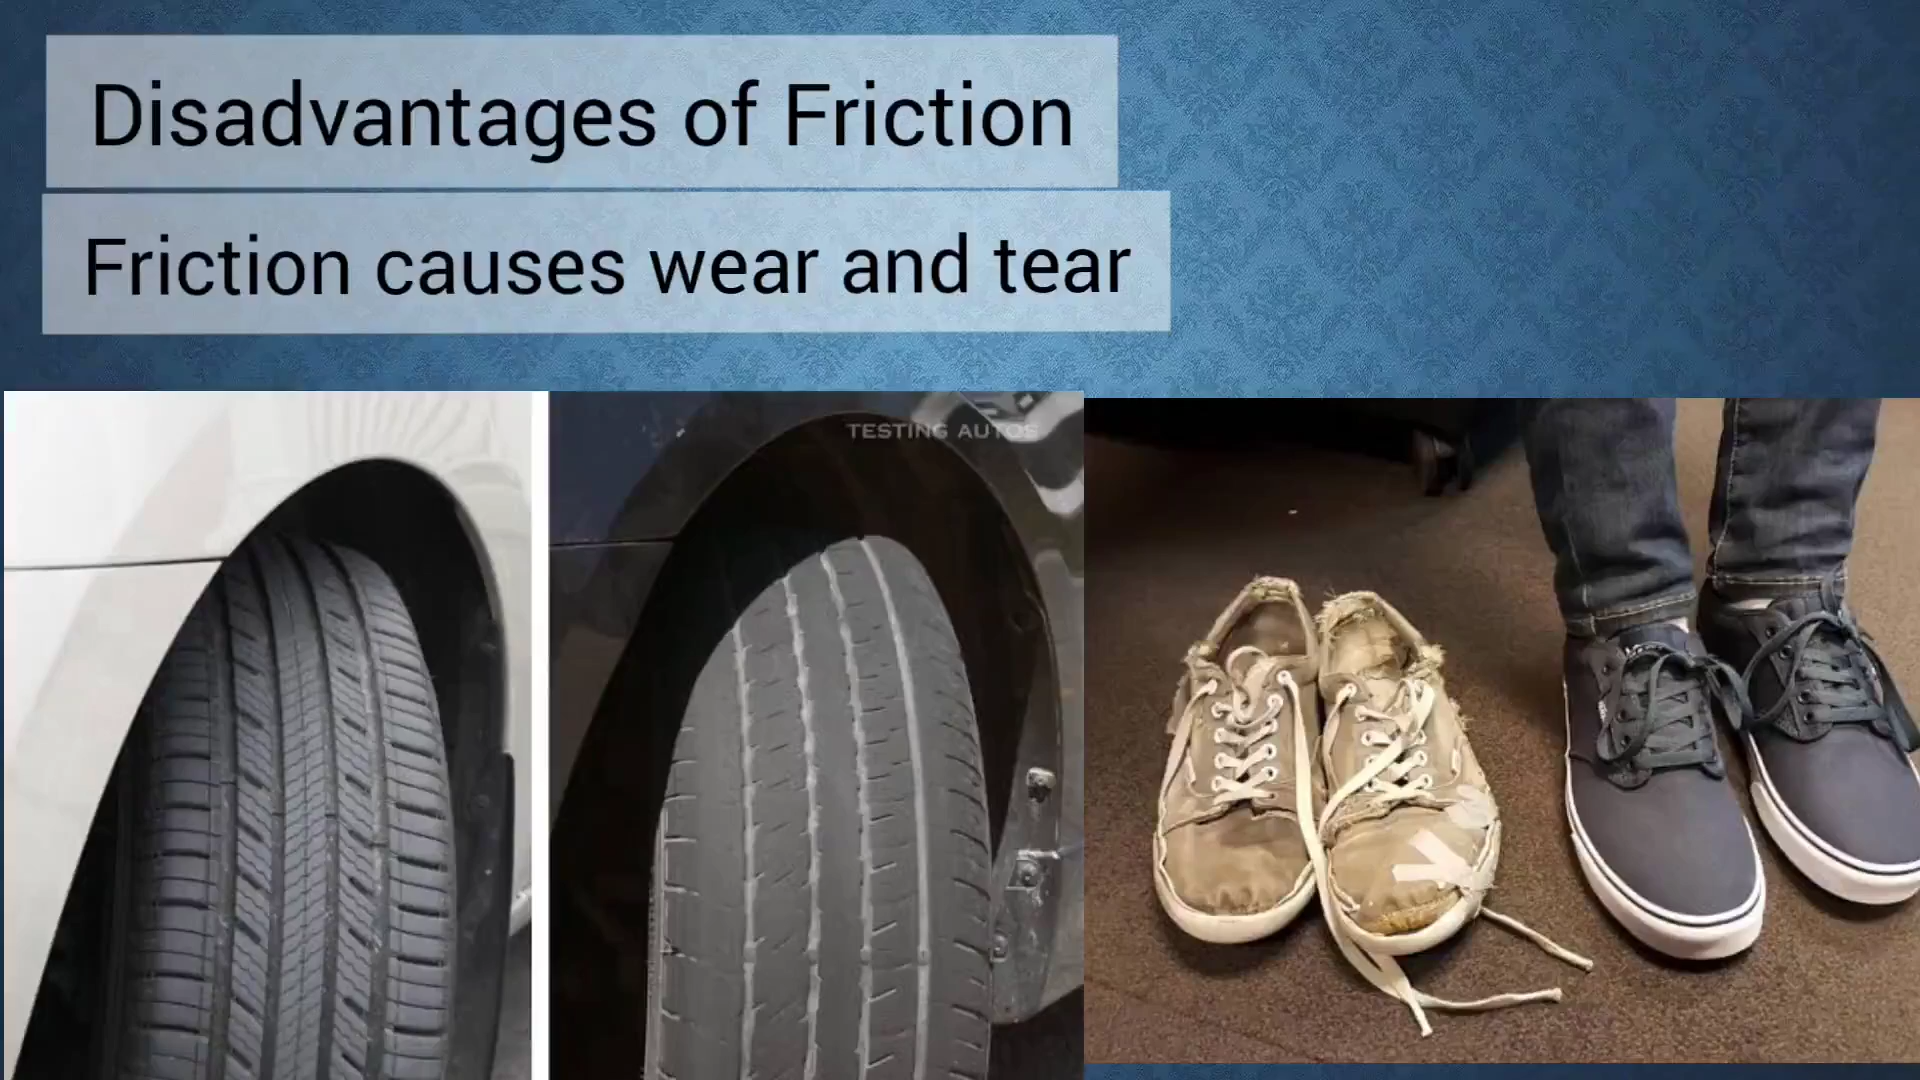 Disadvantages of Friction
Friction causes wear and tear
TESTING AUTOS